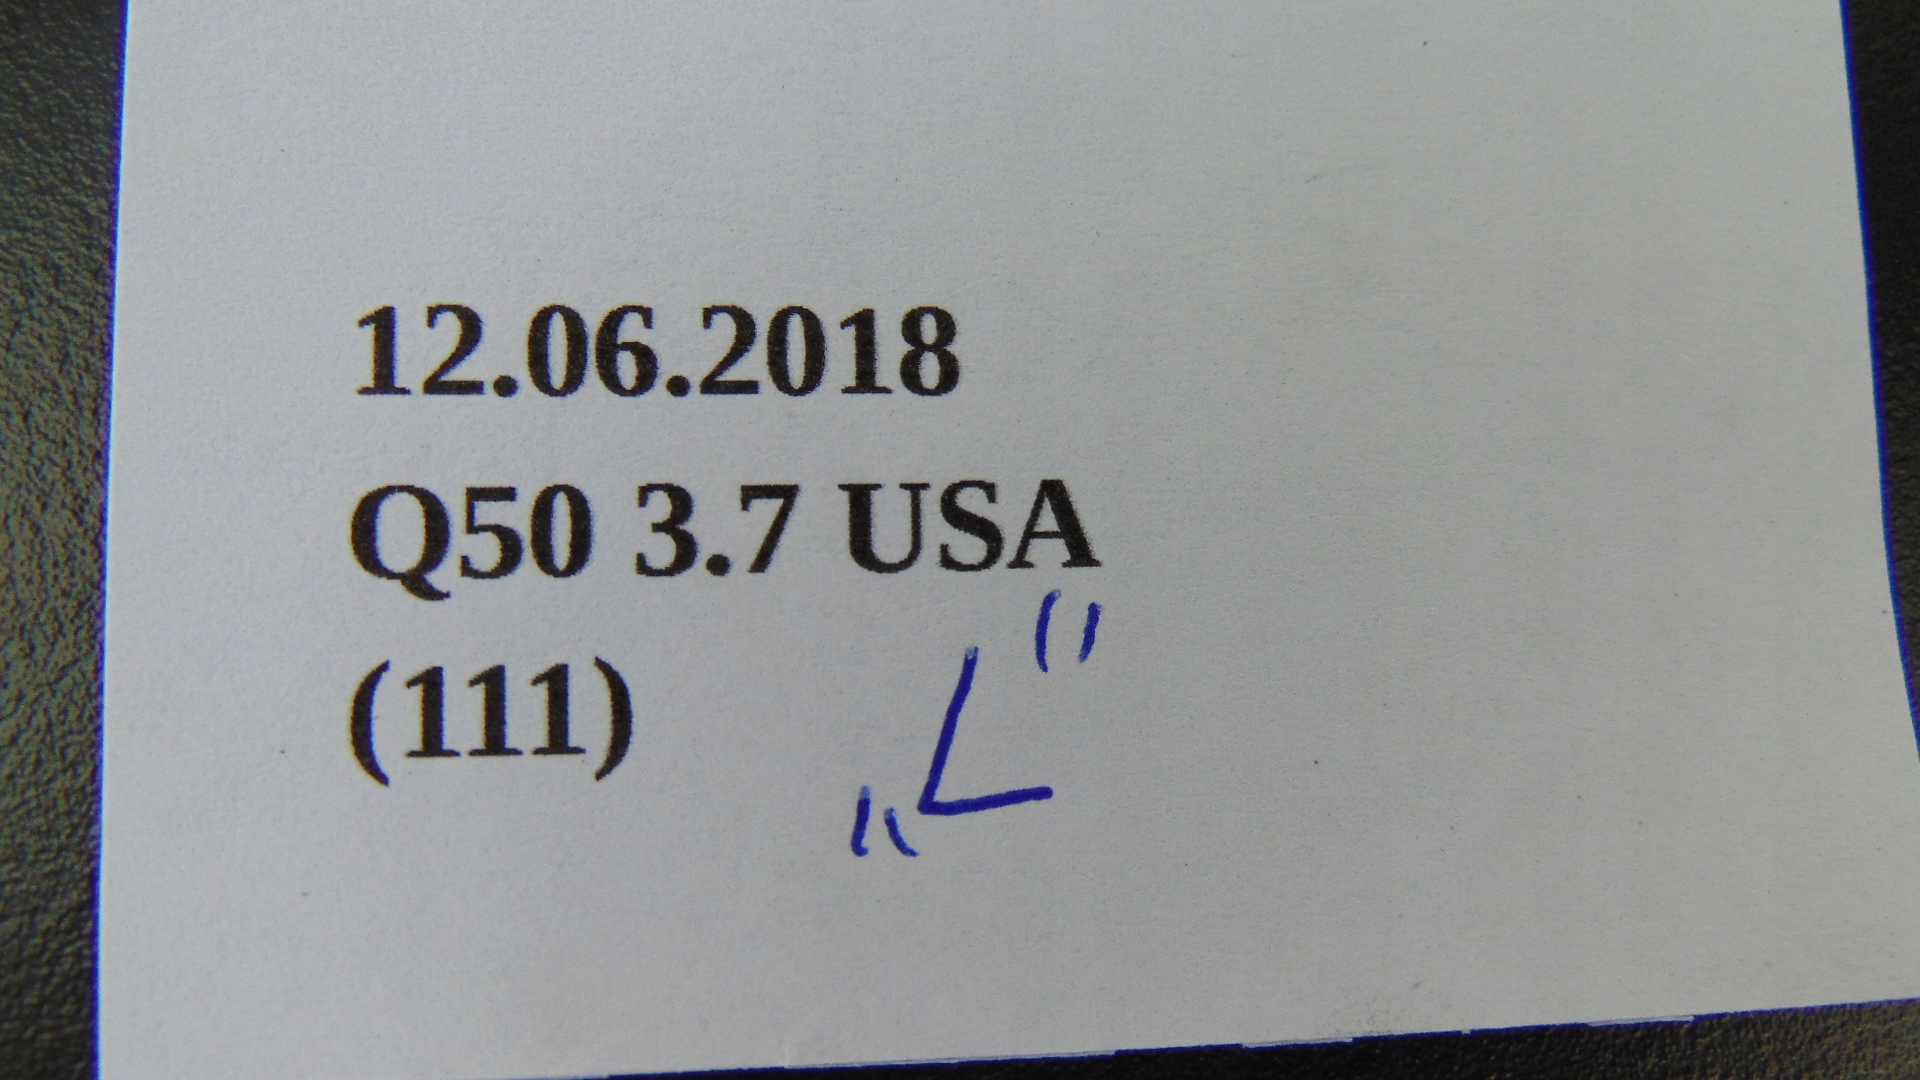 12.06.2018
Q50 3.7 USA
(111)
„L"